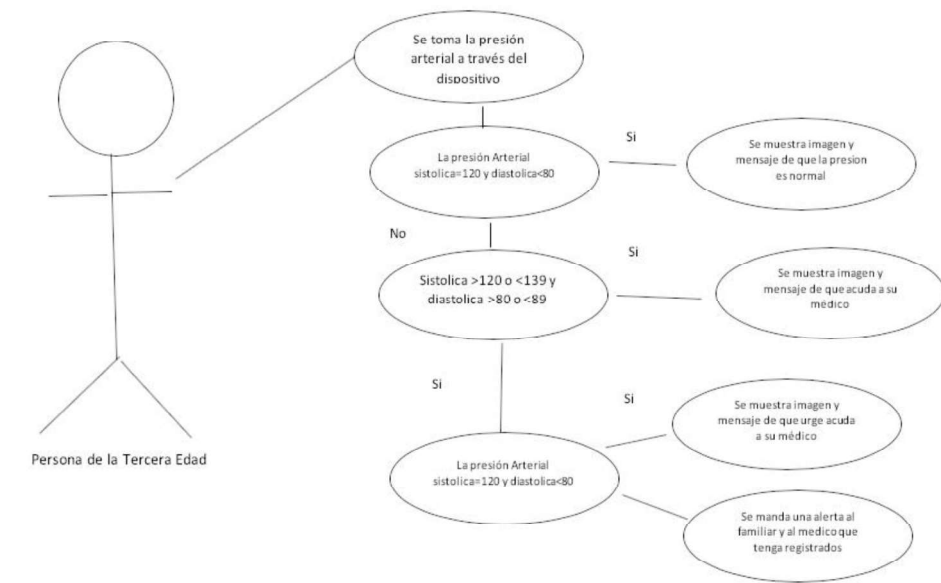 Se toma la presión
arterial a través del
dispositivo
Si
La presión Arterial
sistolica=120 y diastolica<80
Se muestra imagen y
mensaje de que la presion
es normal
No
Si
Sistolica >120 o <139 y
diastolica >80 o <89
Se muestra imagen y
mensaje de que acuda a su
médico
Si
Si
Se muestra imagen y
mensaje de que urge acuda
a su médico
Persona de la Tercera Edad
La presión Arterial
sistolica=120 y diastolica<80
Se manda una alerta al
familiar y al medico que
tenga registrados